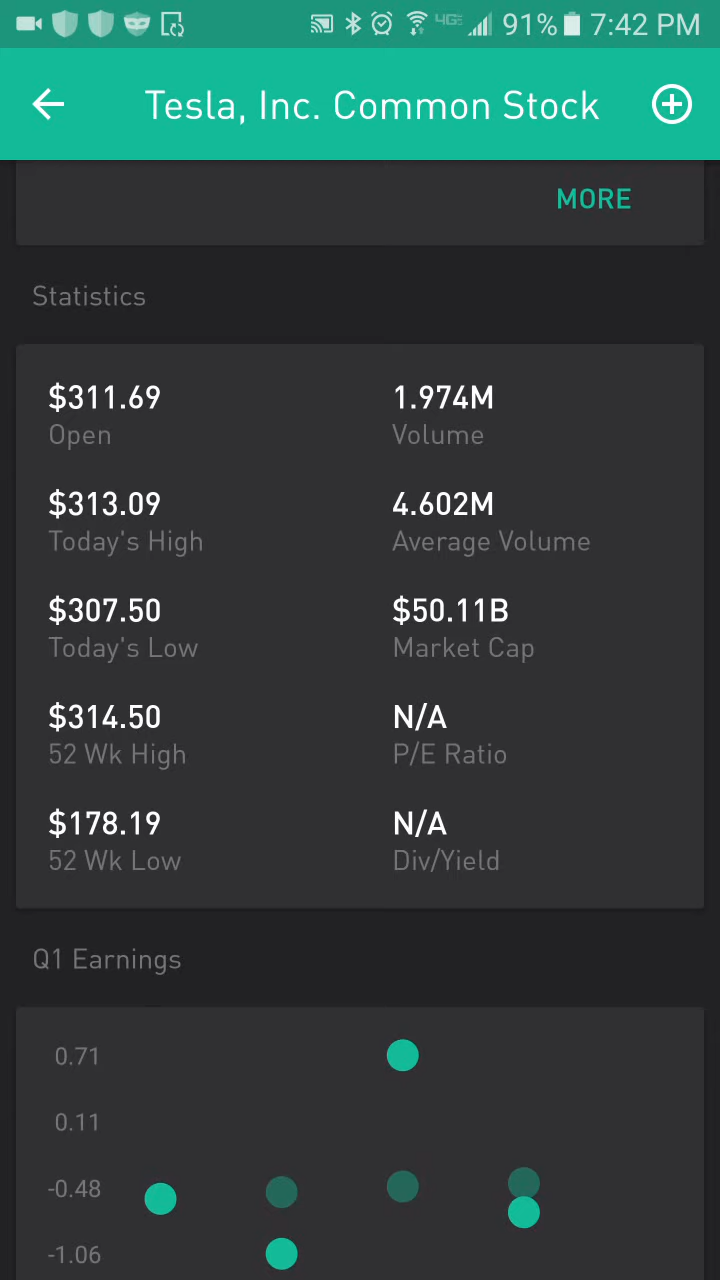 4G 91% 7:42 PM
Tesla, Inc. Common Stock
MORE
Statistics
$311.69 1.974M
Open Volume
$313.09 4.602M
Today's High Average Volume
$307.50 $50.11B
Today's Low Market Cap
$314.50 N/A
52 Wk High P/E Ratio
$178.19 N/A
52 Wk Low Div/Yield
Q1 Earnings
0.71
0.11
-0.48
-1.06